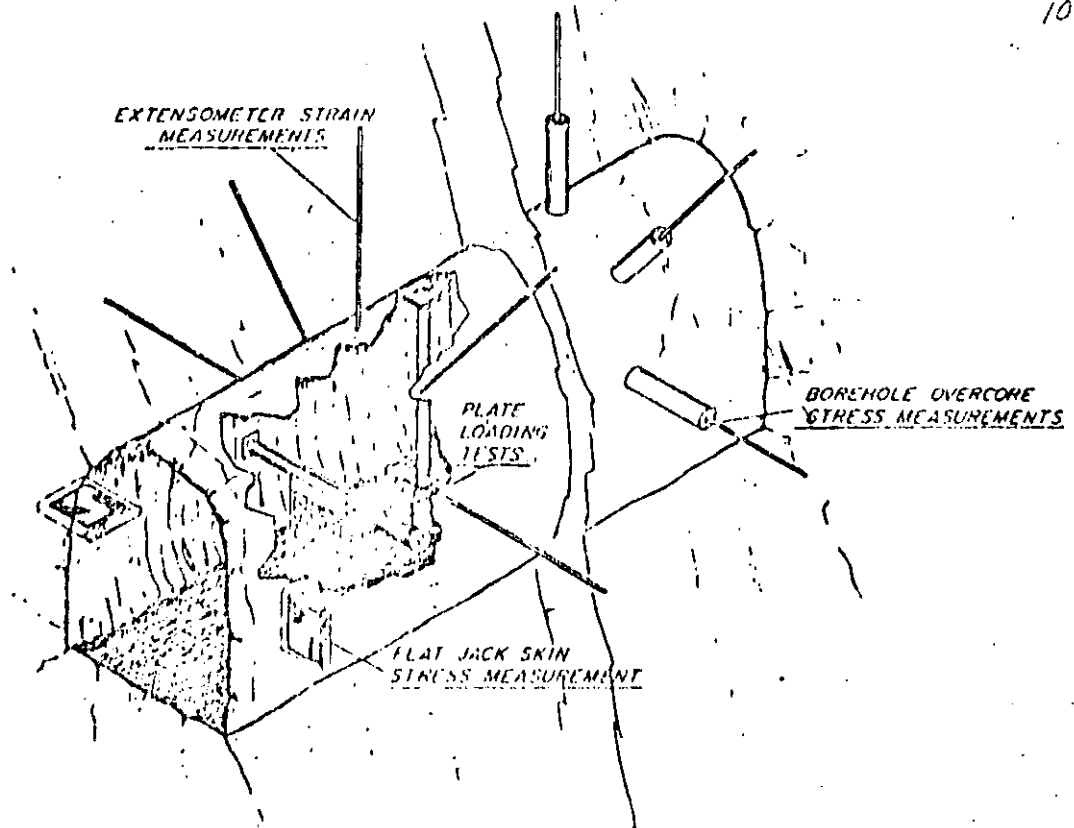 10
EXTENSOMETER STRAIN
MEASUREMENTS
PLATE
LOADING
TESTS
BOREHOLE OVERCORE
STRESS MEASUREMENTS
FLAT JACK SKIN
STRESS MEASUREMENT